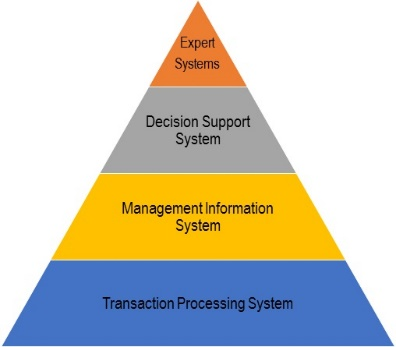 Expert
Systems
Decision Support
System
Management Information
System
Transaction Processing System